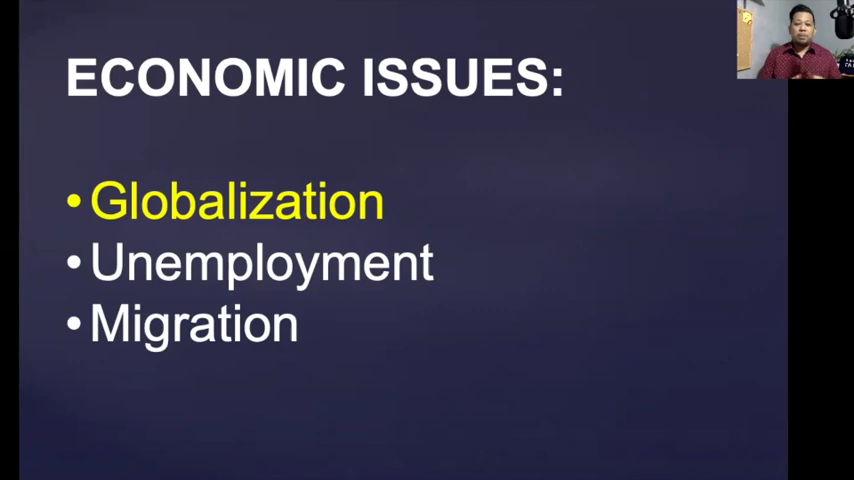 ECONOMIC ISSUES:
• Globalization
• Unemployment
• Migration